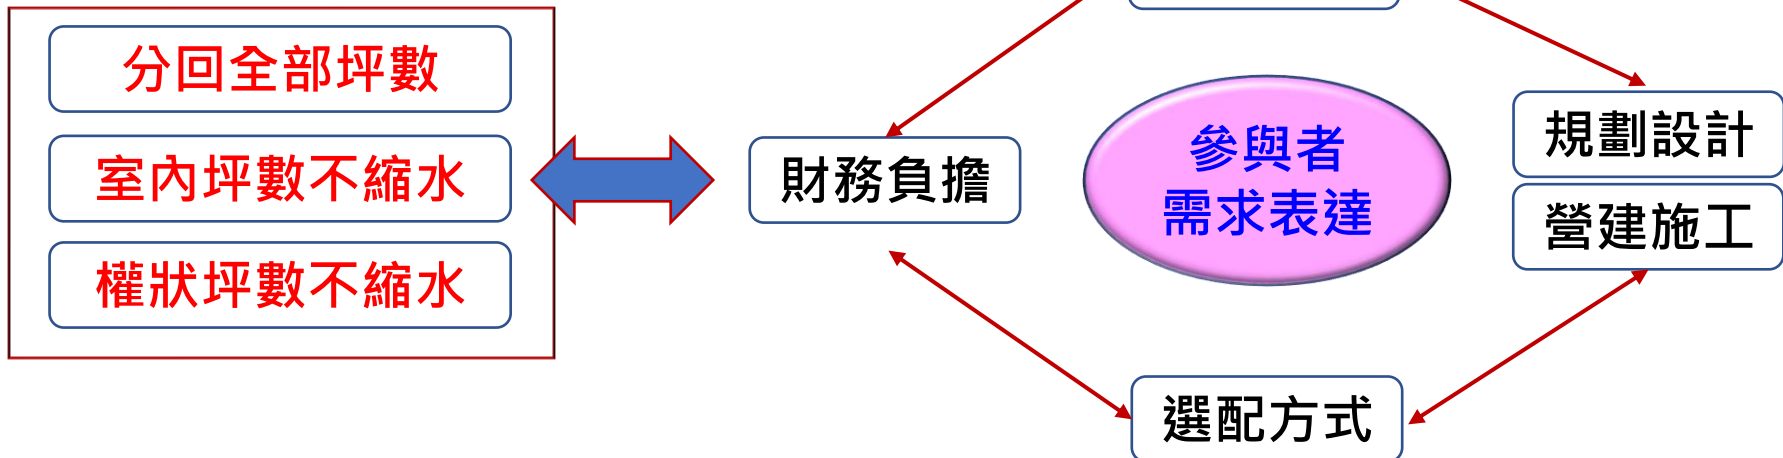 分回全部坪數
室內坪數不縮水
權狀坪數不縮水
財務負擔
參與者
需求表達
規劃設計
營建施工
選配方式